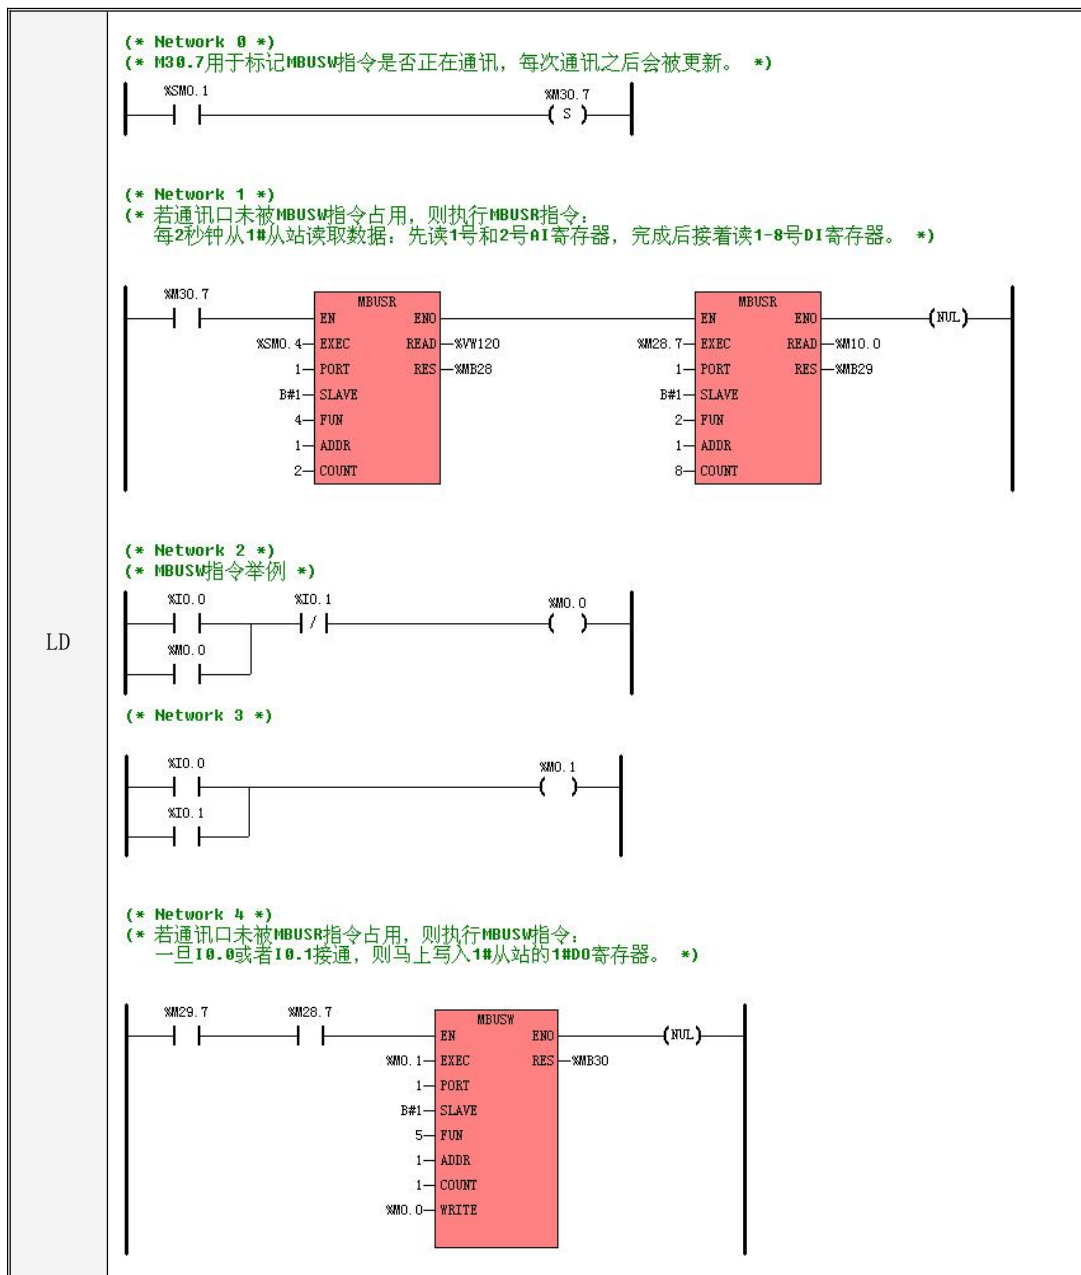 (* Network 0 *)
(* M30.7用于标记MBUSW指令是否正在通讯，每次通讯之后会被更新。 *)
%SM0.1 %M30.7
( S )
(* Network 1 *)
(* 若通讯口未被MBUSW指令占用，则执行MBUSR指令；
每2秒钟从1#从站读取数据：先读1号和2号AI寄存器，完成后接着读1-8号DI寄存器。 *)
%M30.7 MBUSR MBUSR
EN ENO EN ENO (NUL)
%SM0.4 EXEC READ %VW120 %M28.7 EXEC READ %M10.0
1 PORT RES %MB28 1 PORT RES %MB29
B#1 SLAVE B#1 SLAVE
4 FUN 2 FUN
1 ADDR 1 ADDR
2 COUNT 8 COUNT
(* Network 2 *)
(* MBUSW指令举例 *)
%I0.0 %I0.1 %M0.0
/ ( )
%M0.0
LD
(* Network 3 *)
%I0.0 %M0.1
( )
%I0.1
(* Network 4 *)
(* 若通讯口未被MBUSR指令占用，则执行MBUSW指令；
一旦I0.0或者I0.1接通，则马上写入1#从站的1#DO寄存器。 *)
%M29.7 %M28.7 MBUSW
EN ENO (NUL)
%M0.1 EXEC RES %MB30
1 PORT
B#1 SLAVE
5 FUN
1 ADDR
1 COUNT
%M0.0 WRITE